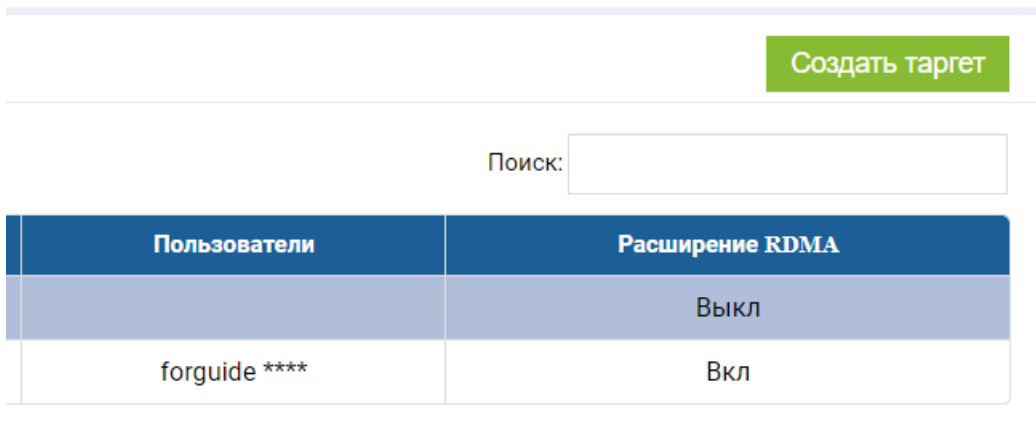 Создать таргет
Поиск:
Пользователи Расширение RDMA
Выкл
forguide **** Вкл